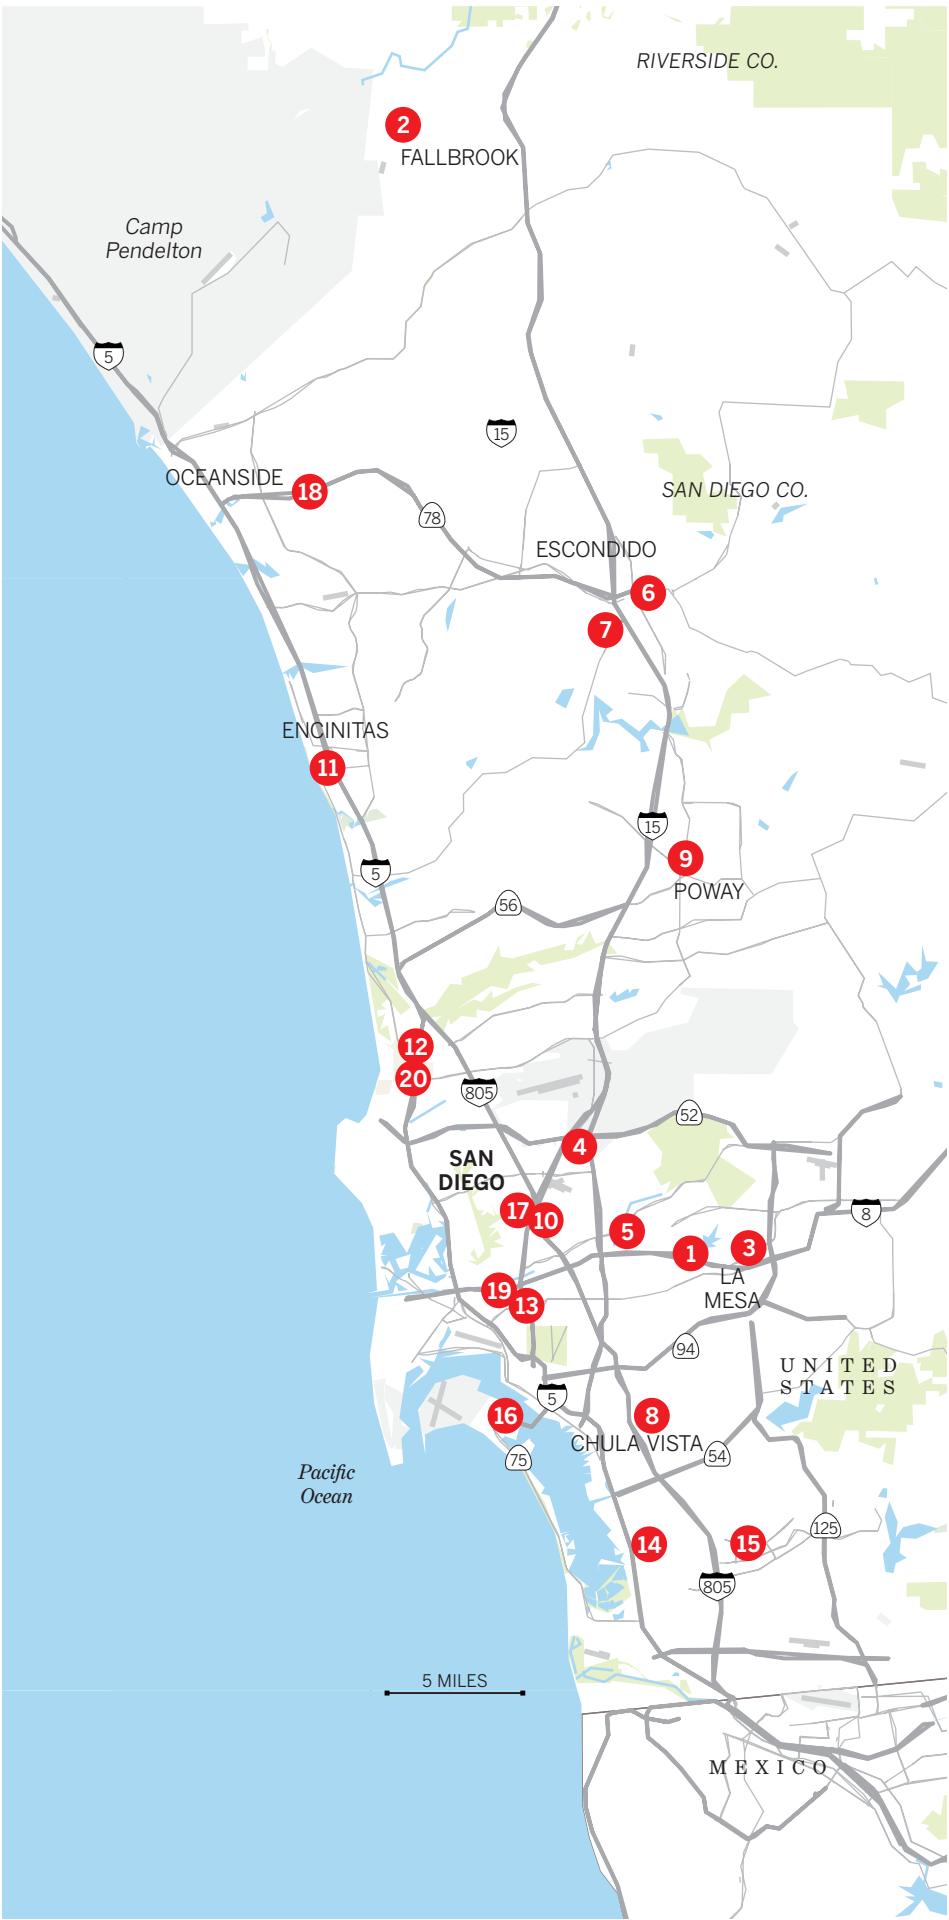 RIVERSIDE CO.
2
FALLBROOK
Camp
Pendelton
5
15
OCEANSIDE
18
SAN DIEGO CO.
78
ESCONDIDO
6
7
ENCINITAS
11
15
9
5
POWAY
56
12
20
805
52
4
SAN
DIEGO
17
10
8
5
1
3
LA
MESA
19
13
94
UNITED
STATES
5
16
8
CHULA VISTA
75
54
Pacific
Ocean
125
14
15
805
5 MILES
MEXICO